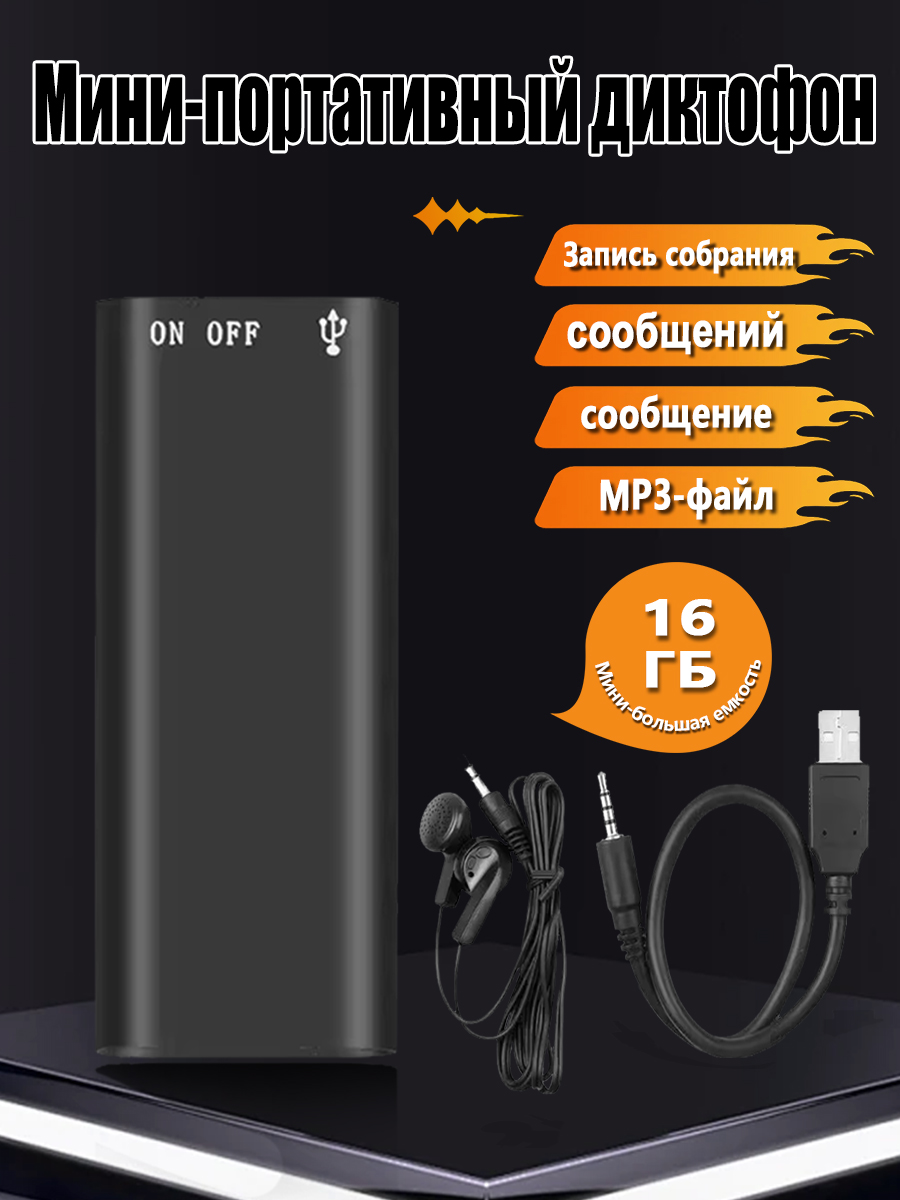 Мини-портативный диктофон
Запись собрания
сообщений
сообщение
MP3-файл
ON OFF
16
ГБ
Мини-большая емкость